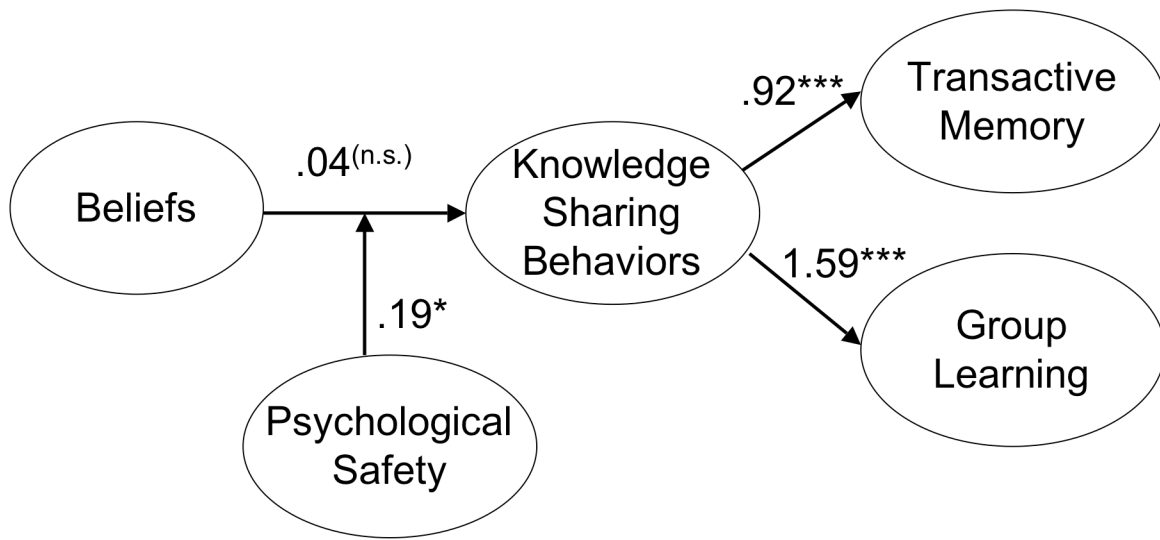 Beliefs
.04(n.s.)
.19*
Psychological
Safety
Knowledge
Sharing
Behaviors
.92***
Transactive
Memory
1.59***
Group
Learning